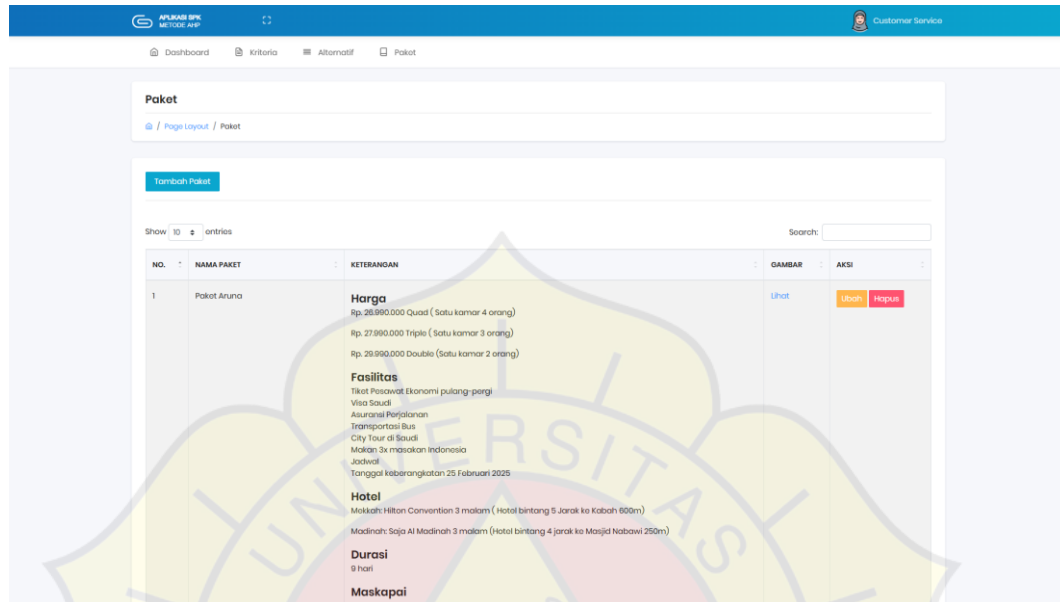 APLIKASI SPK
METODE AHP
Customer Service
Dashboard Kriteria Alternatif Paket
Paket
/ Page Layout / Paket
Tambah Paket
Show 10 entries
Search:
NO. NAMA PAKET KETERANGAN GAMBAR AKSI
1 Paket Aruna Lihat Ubah Hapus
Harga
Rp. 26.990.000 Quad ( Satu kamar 4 orang)
Rp. 27.990.000 Triple ( Satu kamar 3 orang)
Rp. 29.990.000 Double (Satu kamar 2 orang)
Fasilitas
Tiket Pesawat Ekonomi pulang-pergi
Visa Saudi
Asuransi Perjalanan
Transportasi Bus
City Tour di Saudi
Makan 3x masakan Indonesia
Jadwal
Tanggal keberangkatan 25 Februari 2025
Hotel
Mekkah: Hilton Convention 3 malam ( Hotel bintang 5 Jarak ke Kabah 600m)
Madinah: Saja Al Madinah 3 malam (Hotel bintang 4 jarak ke Masjid Nabawi 250m)
Durasi
9 hari
Maskapai
UNIVERSITAS